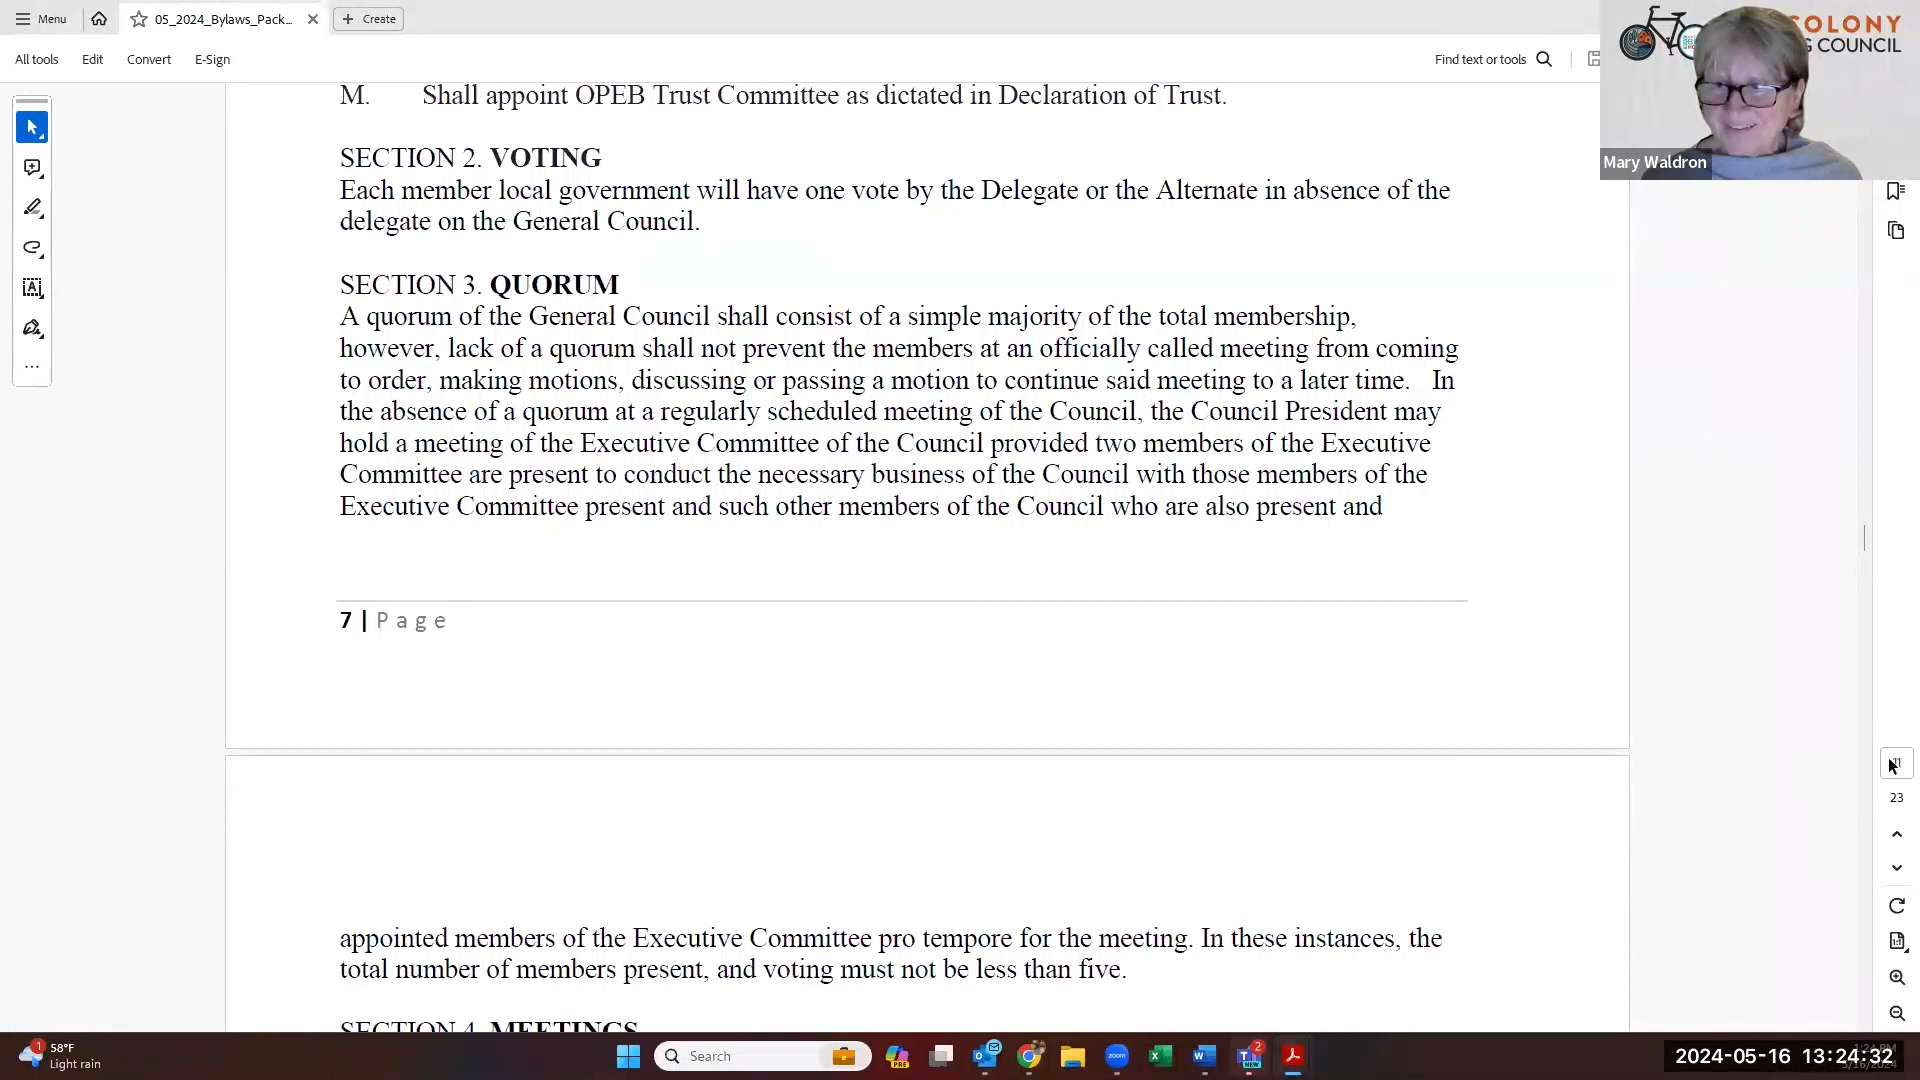 Menu
05_2024_Bylaws_Pack...
Create
All tools
Edit
Convert
E-Sign
Find text or tools
COLONY
COUNCIL
Mary Waldron
M. Shall appoint OPEB Trust Committee as dictated in Declaration of Trust.
SECTION 2. VOTING
Each member local government will have one vote by the Delegate or the Alternate in absence of the
delegate on the General Council.
SECTION 3. QUORUM
A quorum of the General Council shall consist of a simple majority of the total membership,
however, lack of a quorum shall not prevent the members at an officially called meeting from coming
to order, making motions, discussing or passing a motion to continue said meeting to a later time. In
the absence of a quorum at a regularly scheduled meeting of the Council, the Council President may
hold a meeting of the Executive Committee of the Council provided two members of the Executive
Committee are present to conduct the necessary business of the Council with those members of the
Executive Committee present and such other members of the Council who are also present and
7 | Page
23
appointed members of the Executive Committee pro tempore for the meeting. In these instances, the
total number of members present, and voting must not be less than five.
SECTION 4. MEETINGS
1
58°F
Light rain
Search
PRE
zoom
2
NEW
2024-05-16 13:24:32